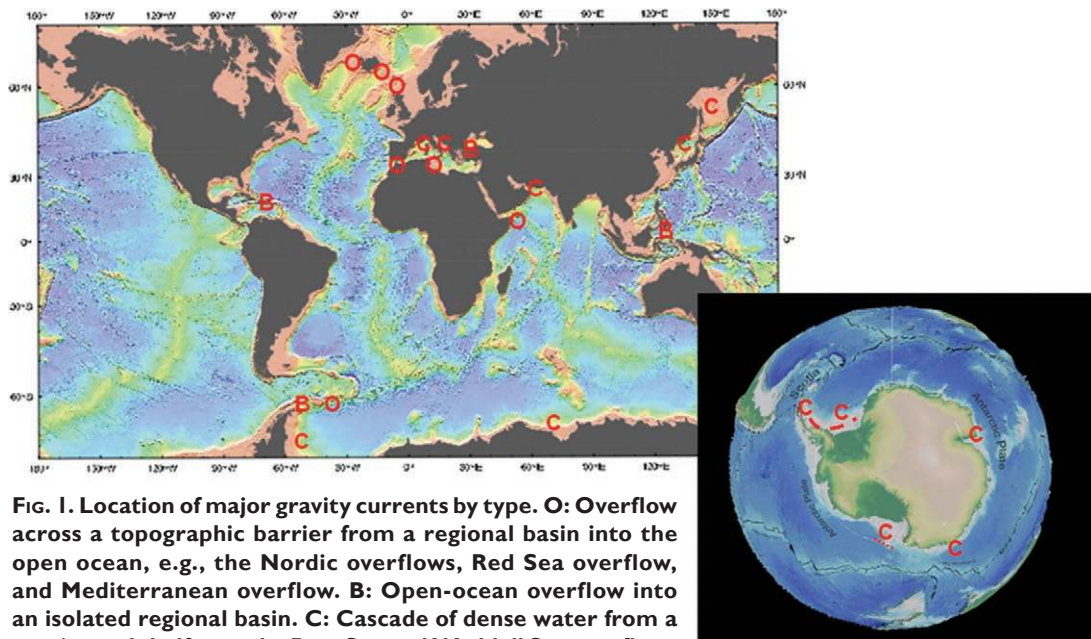 180° 150°W 120°W 90°W 60°W 30°W 0° 30°E 60°E 90°E 120°E 150°E 180°
O
O
60°N O 60°N
C
C C B C
O O
30°N 30°N
C
B
O
B
0° 0°
30°S
60°S
B O
C
C
180° 150°W 120°W 90°W 60°W 30°W 0° 30°E 60°E 90°E 120°E
Scotia
C C
Antarctic Plate
C
Antarctic Plate
C
C
FIG. 1. Location of major gravity currents by type. O: Overflow
across a topographic barrier from a regional basin into the
open ocean, e.g., the Nordic overflows, Red Sea overflow,
and Mediterranean overflow. B: Open-ocean overflow into
an isolated regional basin. C: Cascade of dense water from a